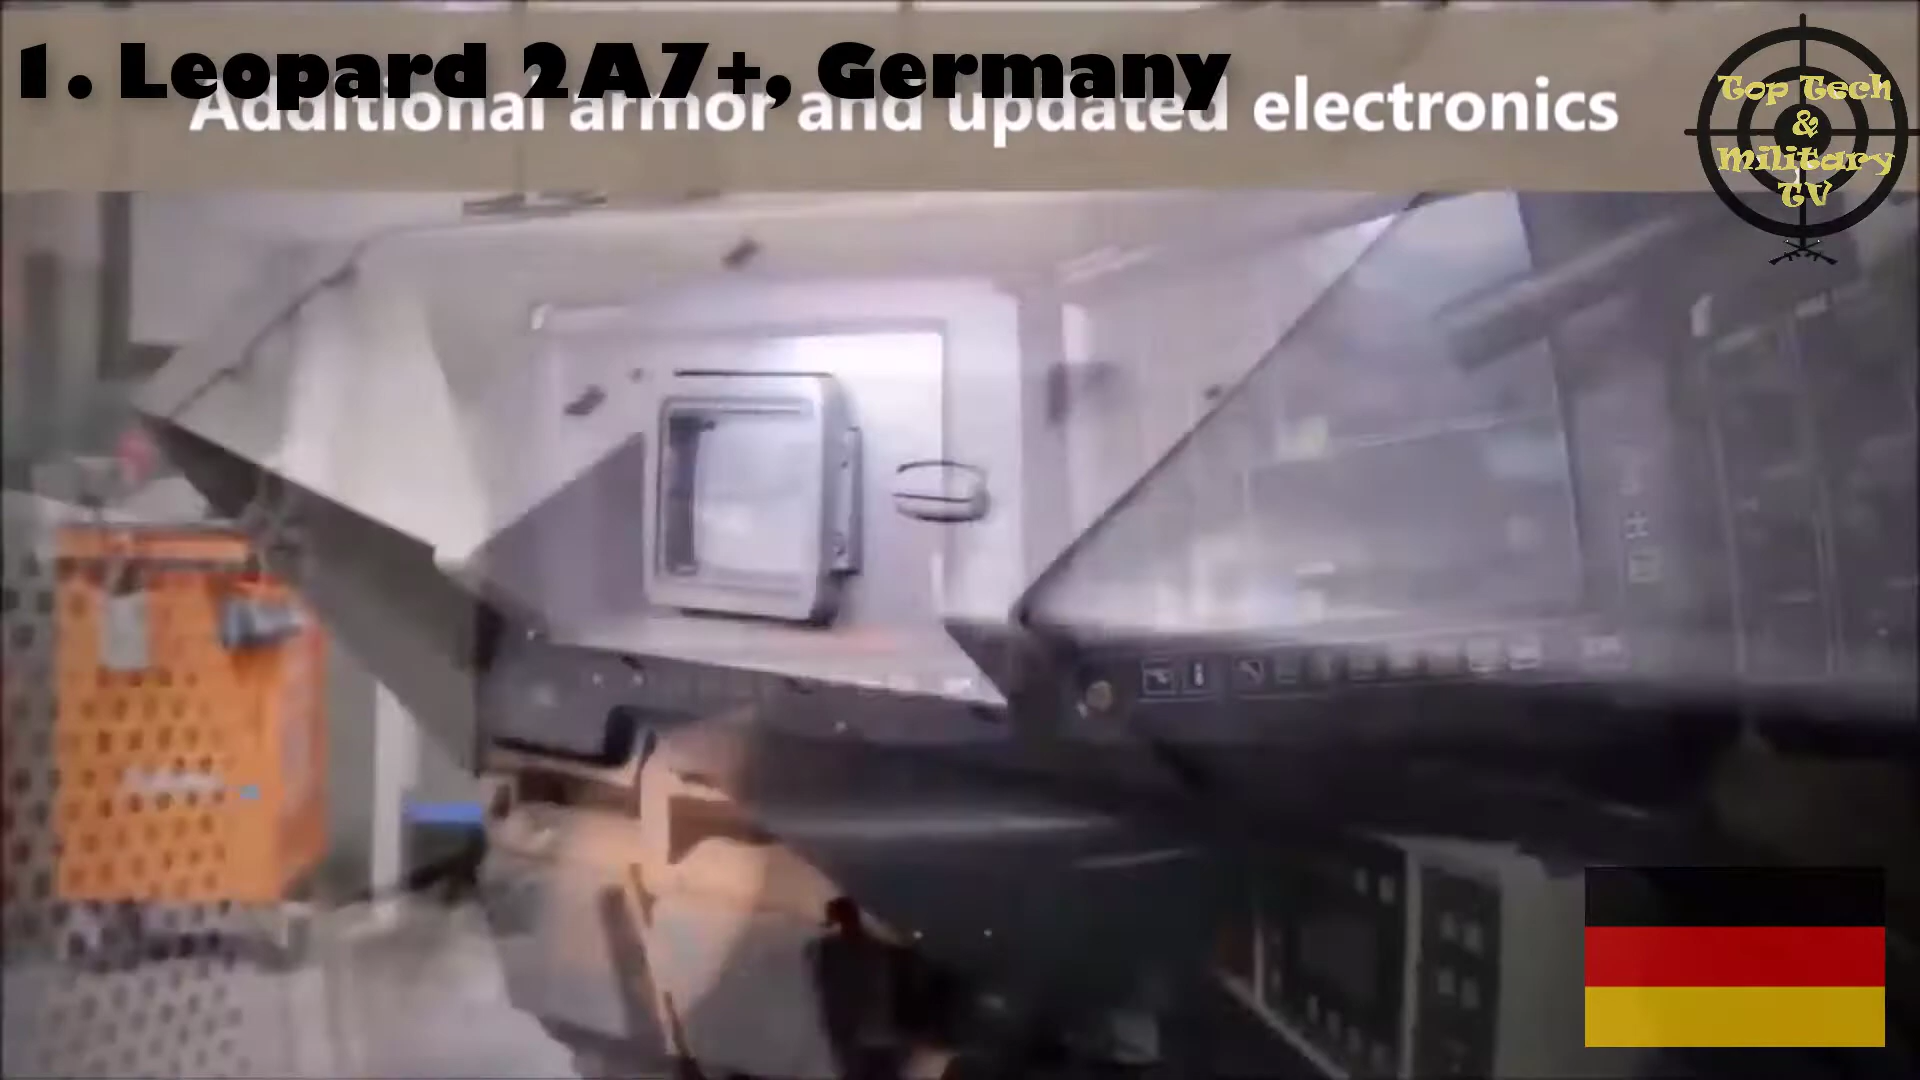 1. Leopard 2A7+, Germany
Additional armor and updated electronics
Top Tech
&
Military
TV